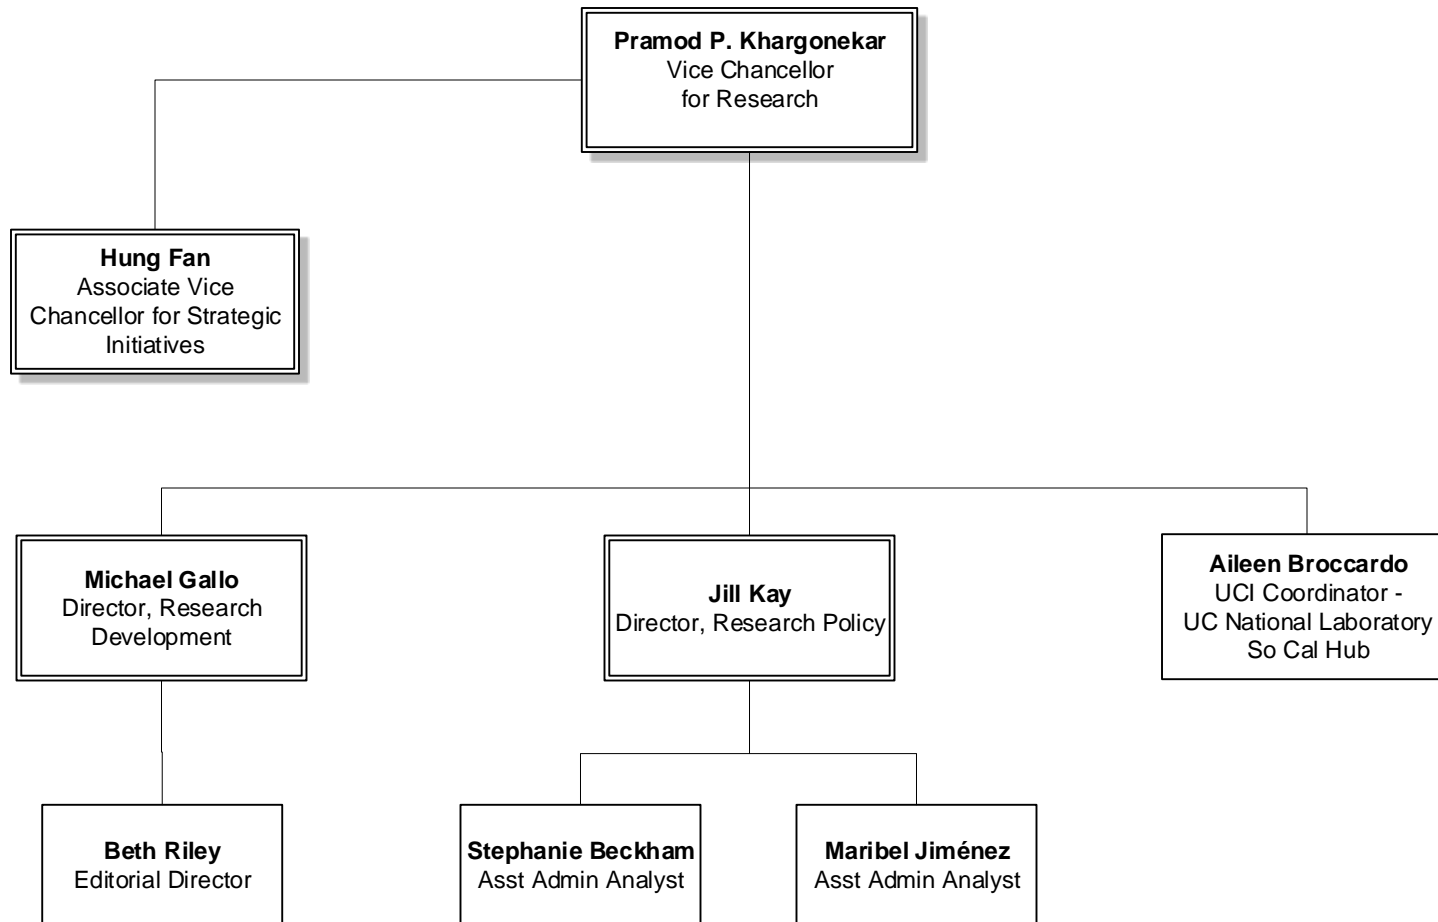 Pramod P. Khargonekar
Vice Chancellor
for Research
Hung Fan
Associate Vice
Chancellor for Strategic
Initiatives
Michael Gallo
Director, Research
Development
Jill Kay
Director, Research Policy
Aileen Broccardo
UCI Coordinator -
UC National Laboratory
So Cal Hub
Beth Riley
Editorial Director
Stephanie Beckham
Asst Admin Analyst
Maribel Jiménez
Asst Admin Analyst